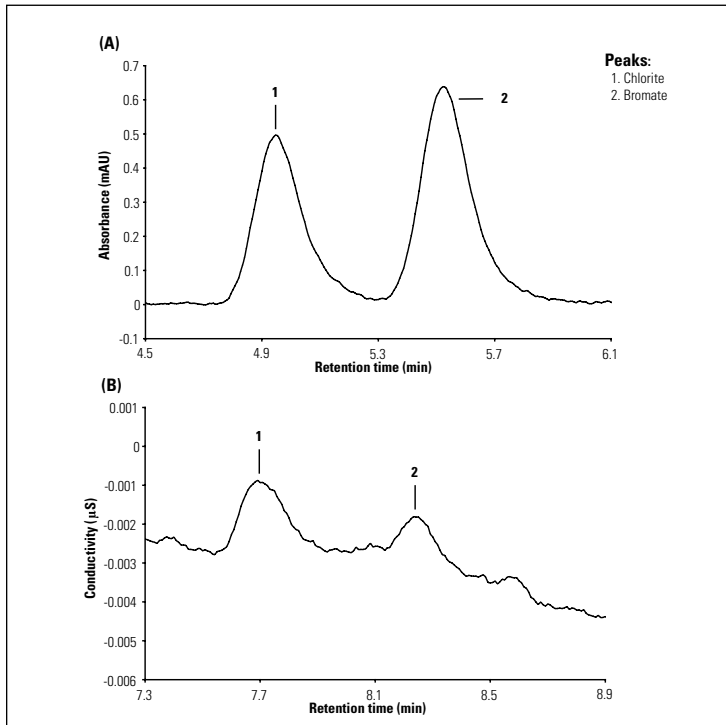 (A)
Peaks:
1. Chlorite
2. Bromate
0.7
0.6
0.5
0.4
0.3
0.2
0.1
0
-0.1
Absorbance (mAU)
1
2
4.5 4.9 5.3 5.7 6.1
Retention time (min)
(B)
0.001
0
-0.001
-0.002
-0.003
-0.004
-0.005
-0.006
Conductivity (µS)
1
2
7.3 7.7 8.1 8.5 8.9
Retention time (min)